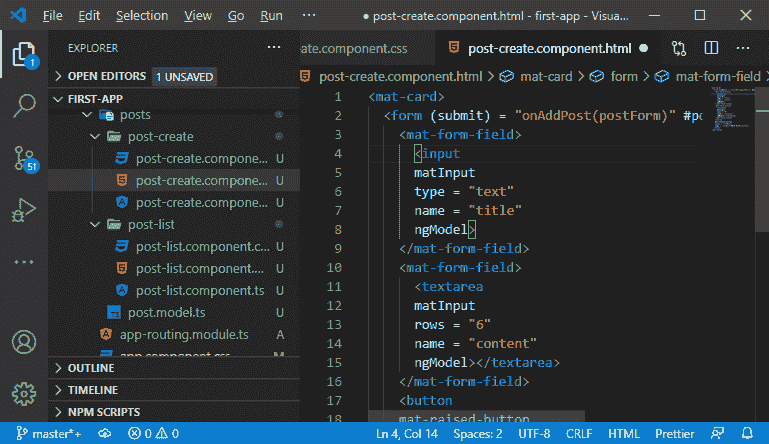 File Edit Selection View Go Run ··· ● post-create.component.html - first-app - Visua...
EXPLORER ···
OPEN EDITORS 1 UNSAVED
FIRST-APP
posts
post-create
post-create.compone... U
post-create.compone... U
post-create.compone... U
post-list
post-list.component.c... U
post-list.component.... U
post-list.component.ts U
post.model.ts U
app-routing.module.ts A
app.component.css M
OUTLINE
TIMELINE
NPM SCRIPTS
1
51
eate.component.css post-create.component.html ● ···
post-create.component.html > mat-card > form > mat-form-field >
1 <mat-card>
2 <form (submit) = "onAddPost(postForm)" #po
3 <mat-form-field>
4 <input
5 matInput
6 type = "text"
7 name = "title"
8 ngModel>
9 </mat-form-field>
10 <mat-form-field>
11 <textarea
12 matInput
13 rows = "6"
14 name = "content"
15 ngModel></textarea>
16 </mat-form-field>
17 <button
18 mat-raised-button
master*+ 0 0 Ln 4, Col 14 Spaces: 2 UTF-8 CRLF HTML Prettier